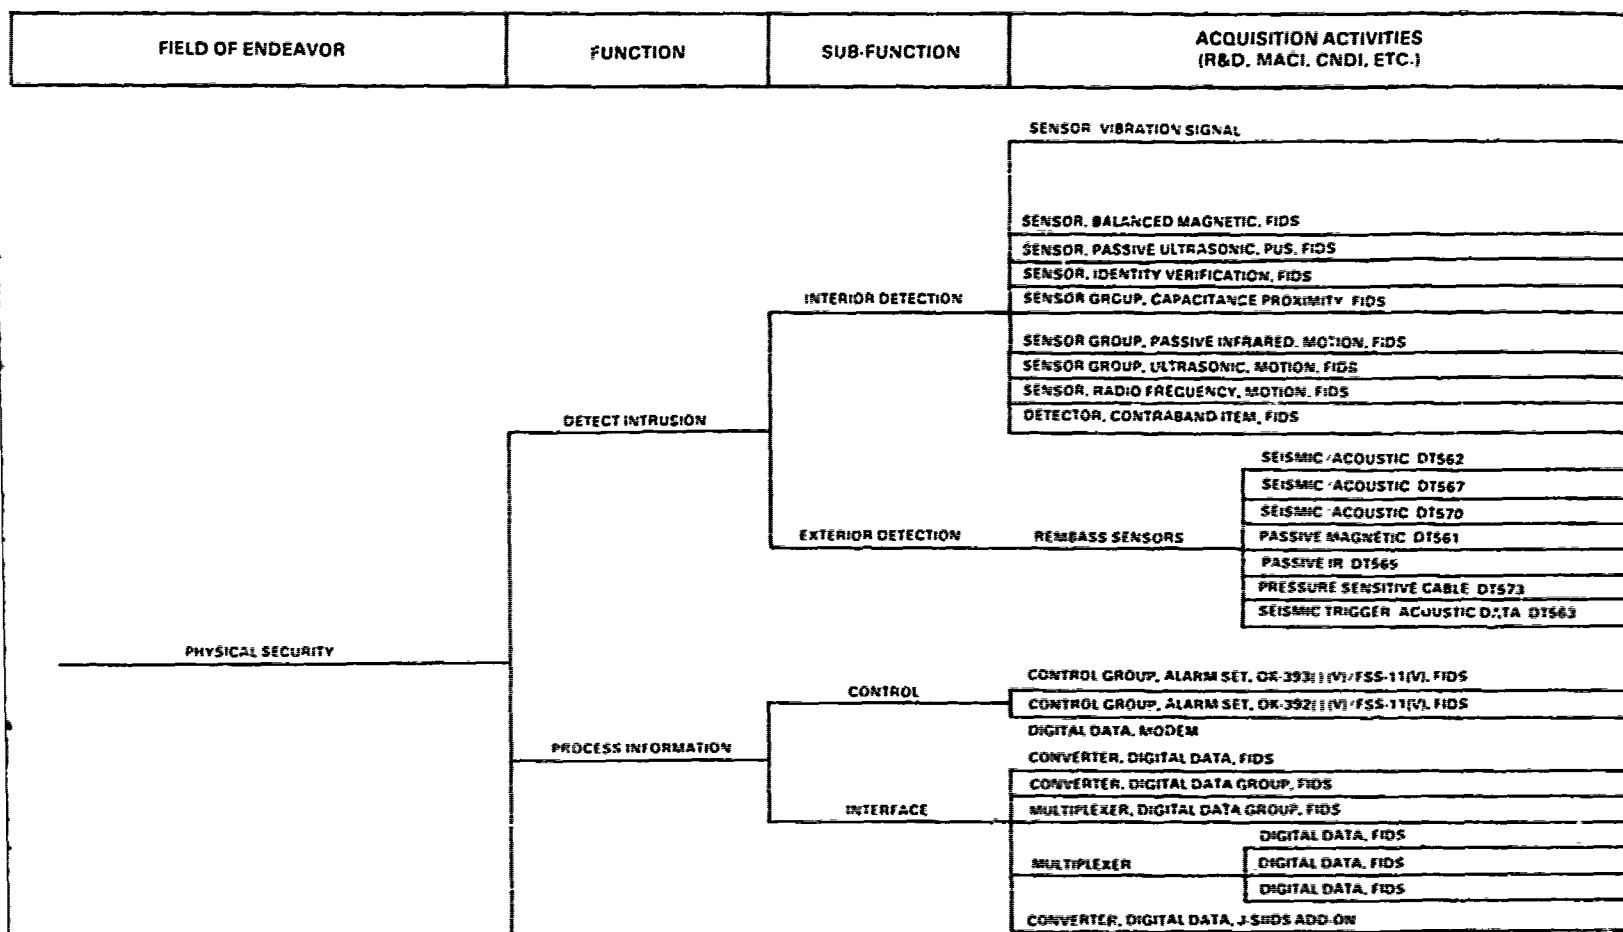 FIELD OF ENDEAVOR
FUNCTION
SUB-FUNCTION
ACQUISITION ACTIVITIES
(R&D, MACI, CNDI, ETC.)
SENSOR VIBRATION SIGNAL
SENSOR, BALANCED MAGNETIC, FIDS
SENSOR, PASSIVE ULTRASONIC, PUS, FIDS
SENSOR, IDENTITY VERIFICATION, FIDS
INTERIOR DETECTION
SENSOR GROUP, CAPACITANCE PROXIMITY FIDS
SENSOR GROUP, PASSIVE INFRARED, MOTION, FIDS
SENSOR GROUP, ULTRASONIC, MOTION, FIDS
SENSOR, RADIO FREQUENCY, MOTION, FIDS
DETECT INTRUSION
DETECTOR, CONTRABAND ITEM, FIDS
SEISMIC/ACOUSTIC DT562
SEISMIC/ACOUSTIC DT567
SEISMIC/ACOUSTIC DT570
EXTERIOR DETECTION
REMBASS SENSORS
PASSIVE MAGNETIC DT561
PASSIVE IR DT565
PRESSURE SENSITIVE CABLE DT573
SEISMIC TRIGGER ACOUSTIC DATA DT563
PHYSICAL SECURITY
CONTROL GROUP, ALARM SET, OK-393( )(V)/FSS-11(V), FIDS
CONTROL
CONTROL GROUP, ALARM SET, OK-392( )(V)/FSS-11(V), FIDS
DIGITAL DATA, MODEM
PROCESS INFORMATION
CONVERTER, DIGITAL DATA, FIDS
CONVERTER, DIGITAL DATA GROUP, FIDS
INTERFACE
MULTIPLEXER, DIGITAL DATA GROUP, FIDS
DIGITAL DATA, FIDS
MULTIPLEXER
DIGITAL DATA, FIDS
DIGITAL DATA, FIDS
CONVERTER, DIGITAL DATA, J-SIIDS ADD-ON